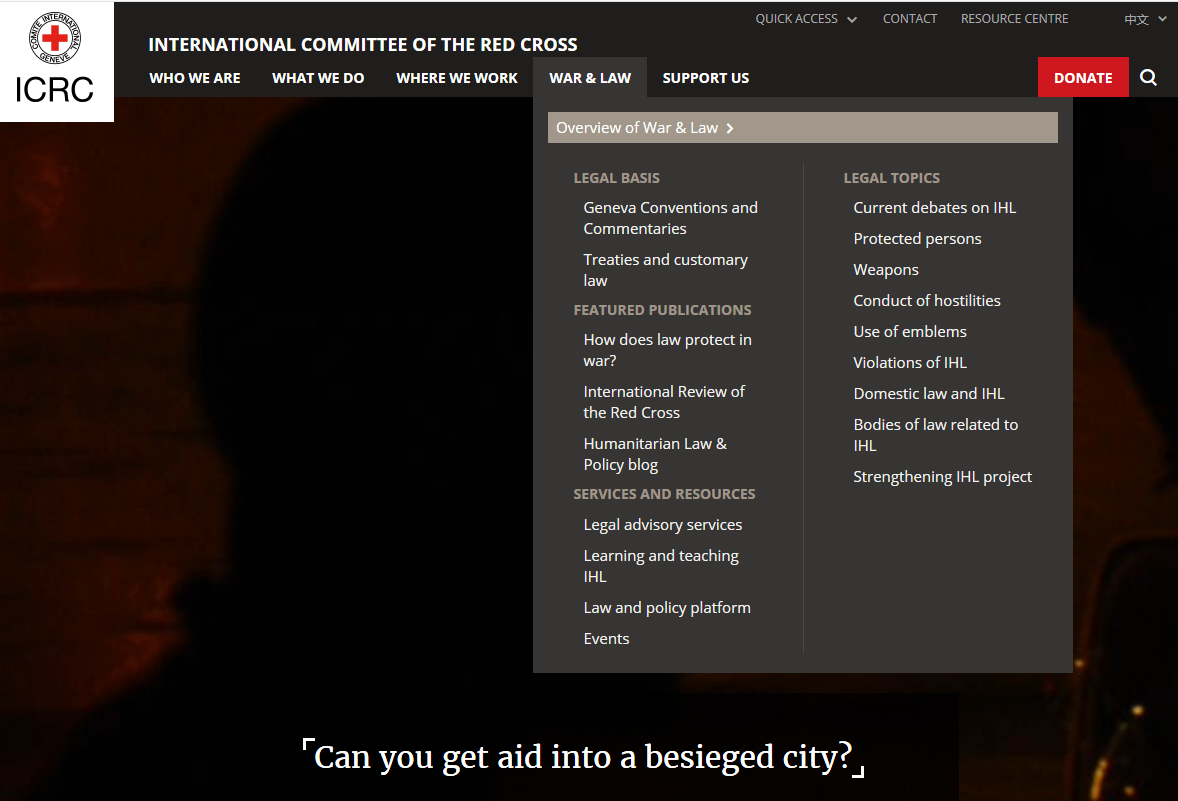 COMITE INTERNATIONAL GENEVE
ICRC
QUICK ACCESS
CONTACT
RESOURCE CENTRE
中文
INTERNATIONAL COMMITTEE OF THE RED CROSS
WHO WE ARE
WHAT WE DO
WHERE WE WORK
WAR & LAW
SUPPORT US
DONATE
Overview of War & Law
LEGAL BASIS
Geneva Conventions and
Commentaries
Treaties and customary
law
FEATURED PUBLICATIONS
How does law protect in
war?
International Review of
the Red Cross
Humanitarian Law &
Policy blog
SERVICES AND RESOURCES
Legal advisory services
Learning and teaching
IHL
Law and policy platform
Events
LEGAL TOPICS
Current debates on IHL
Protected persons
Weapons
Conduct of hostilities
Use of emblems
Violations of IHL
Domestic law and IHL
Bodies of law related to
IHL
Strengthening IHL project
Can you get aid into a besieged city?